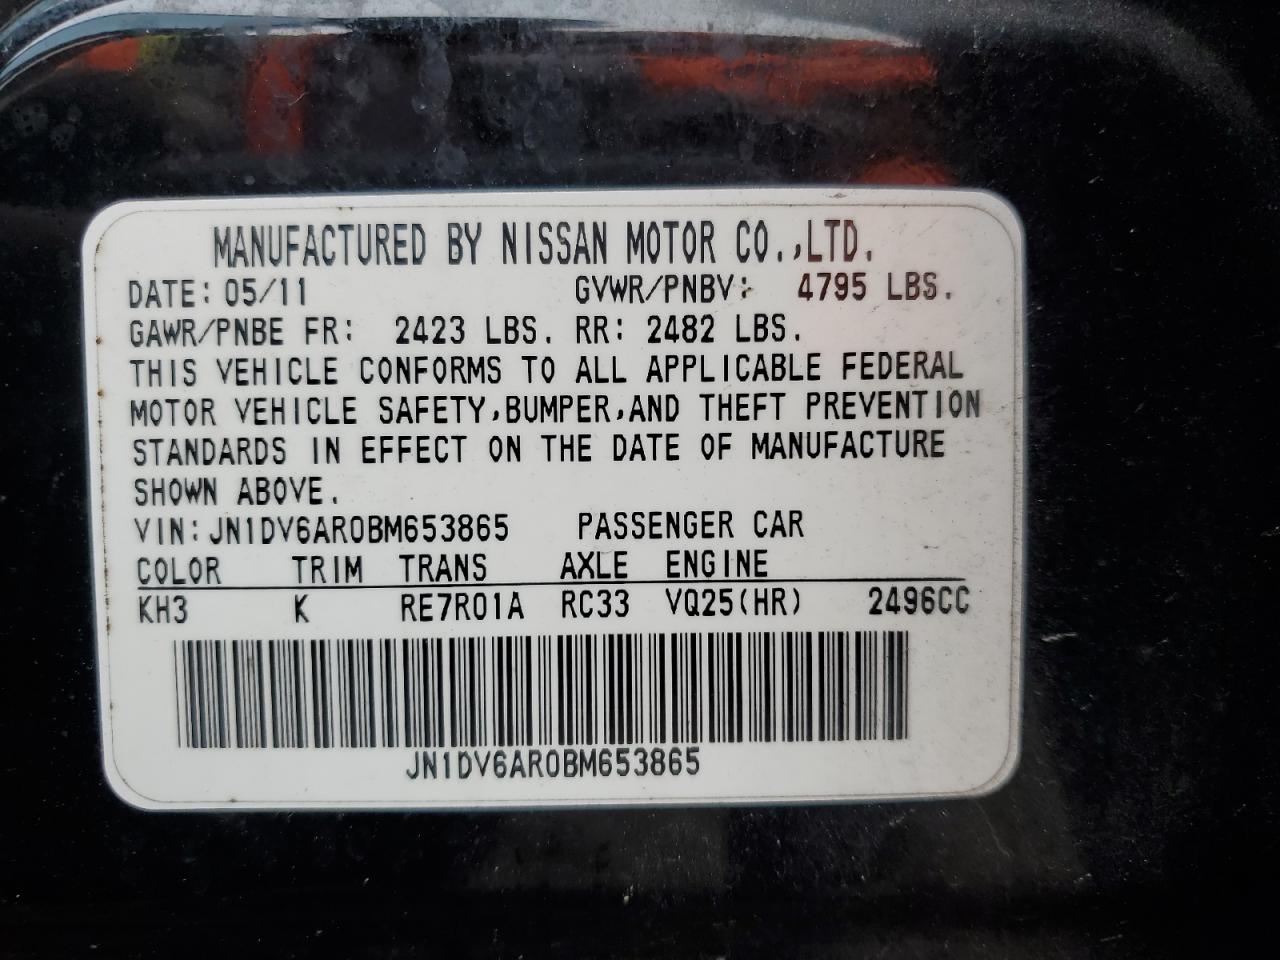 MANUFACTURED BY NISSAN MOTOR CO.,LTD.
DATE: 05/11 GVWR/PNBV: 4795 LBS.
GAWR/PNBE FR: 2423 LBS. RR: 2482 LBS.
THIS VEHICLE CONFORMS TO ALL APPLICABLE FEDERAL
MOTOR VEHICLE SAFETY,BUMPER,AND THEFT PREVENTION
STANDARDS IN EFFECT ON THE DATE OF MANUFACTURE
SHOWN ABOVE.
VIN:JN1DV6AR0BM653865 PASSENGER CAR
COLOR TRIM TRANS AXLE ENGINE
KH3 K RE7R01A RC33 VQ25(HR) 2496CC
JN1DV6AR0BM653865